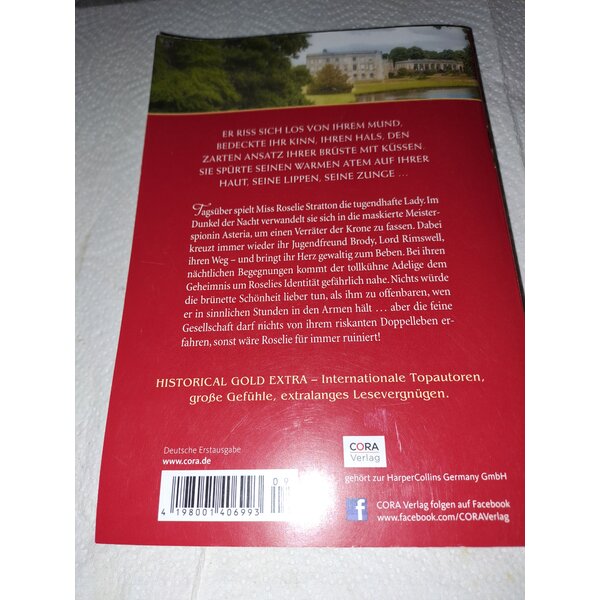 ER RISS SICH LOS VON IHREM MUND,
BEDECKTE IHR KINN, IHREN HALS, DEN
ZARTEN ANSATZ IHRER BRÜSTE MIT KÜSSEN.
SIE SPÜRTE SEINEN WARMEN ATEM AUF IHRER
HAUT, SEINE LIPPEN, SEINE ZUNGE ...
Tagsüber spielt Miss Roselie Stratton die tugendhafte Lady. Im
Dunkel der Nacht verwandelt sie sich in die maskierte Meister-
spionin Asteria, um einen Verräter der Krone zu fassen. Dabei
kreuzt immer wieder ihr Jugendfreund Brody, Lord Rimswell,
ihren Weg – und bringt ihr Herz gewaltig zum Beben. Bei ihren
nächtlichen Begegnungen kommt der tollkühne Adelige dem
Geheimnis um Roselies Identität gefährlich nahe. Nichts würde
die brünette Schönheit lieber tun, als ihm zu offenbaren, wen
er in sinnlichen Stunden in den Armen hält ... aber die feine
Gesellschaft darf nichts von ihrem riskanten Doppelleben er-
fahren, sonst wäre Roselie für immer ruiniert!
HISTORICAL GOLD EXTRA – Internationale Topautoren,
große Gefühle, extralanges Lesevergnügen.
Deutsche Erstausgabe
www.cora.de
CORA
Verlag
gehört zur HarperCollins Germany GmbH
4 198001 406993
f
CORA Verlag folgen auf Facebook
www.facebook.com/CORAVerlag